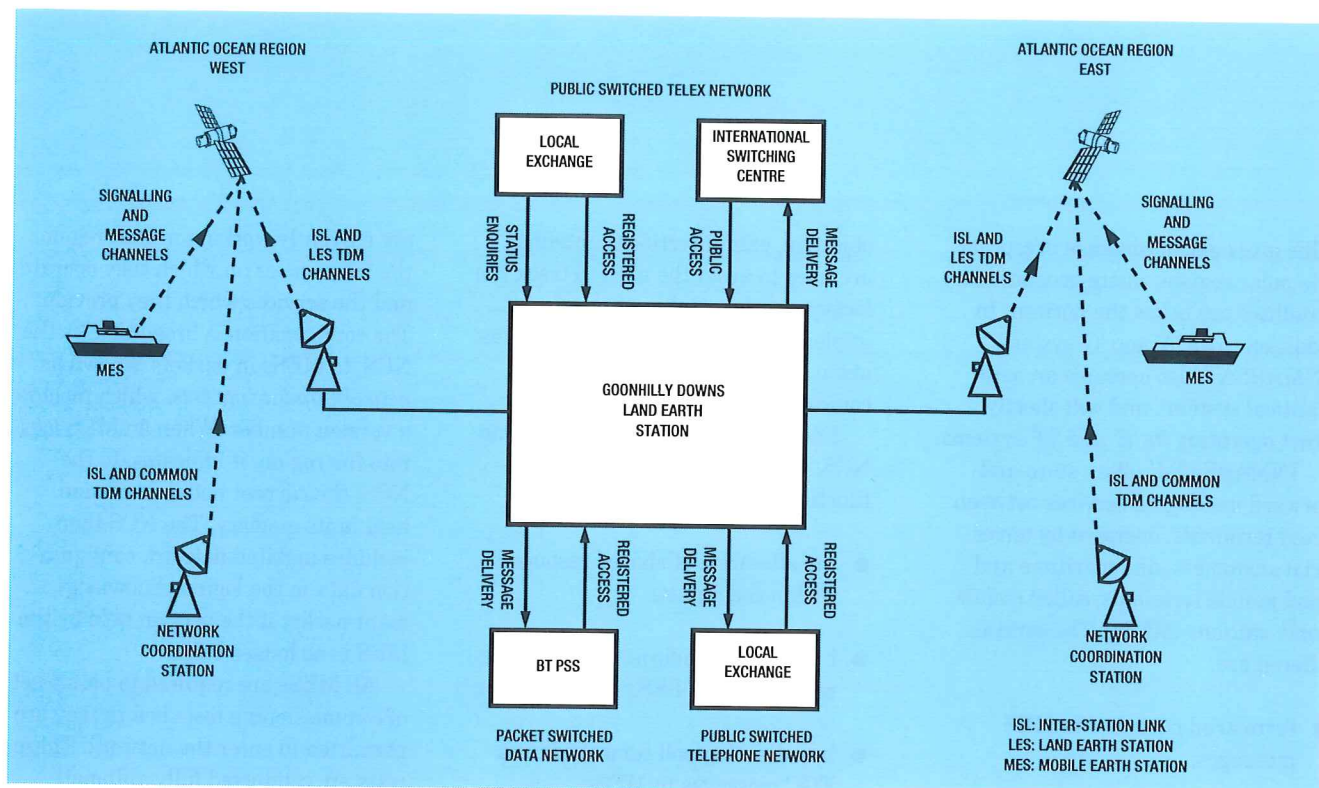 ATLANTIC OCEAN REGION
WEST
ATLANTIC OCEAN REGION
EAST
PUBLIC SWITCHED TELEX NETWORK
LOCAL
EXCHANGE
INTERNATIONAL
SWITCHING
CENTRE
SIGNALLING
AND
MESSAGE
CHANNELS
ISL AND
LES TDM
CHANNELS
STATUS
ENQUIRIES
REGISTERED
ACCESS
PUBLIC
ACCESS
MESSAGE
DELIVERY
ISL AND
LES TDM
CHANNELS
SIGNALLING
AND
MESSAGE
CHANNELS
MES
MES
GOONHILLY DOWNS
LAND EARTH
STATION
ISL AND COMMON
TDM CHANNELS
ISL AND COMMON
TDM CHANNELS
MESSAGE
DELIVERY
REGISTERED
ACCESS
MESSAGE
DELIVERY
REGISTERED
ACCESS
NETWORK
COORDINATION
STATION
BT PSS
LOCAL
EXCHANGE
NETWORK
COORDINATION
STATION
PACKET SWITCHED
DATA NETWORK
PUBLIC SWITCHED
TELEPHONE NETWORK
ISL: INTER-STATION LINK
LES: LAND EARTH STATION
MES: MOBILE EARTH STATION